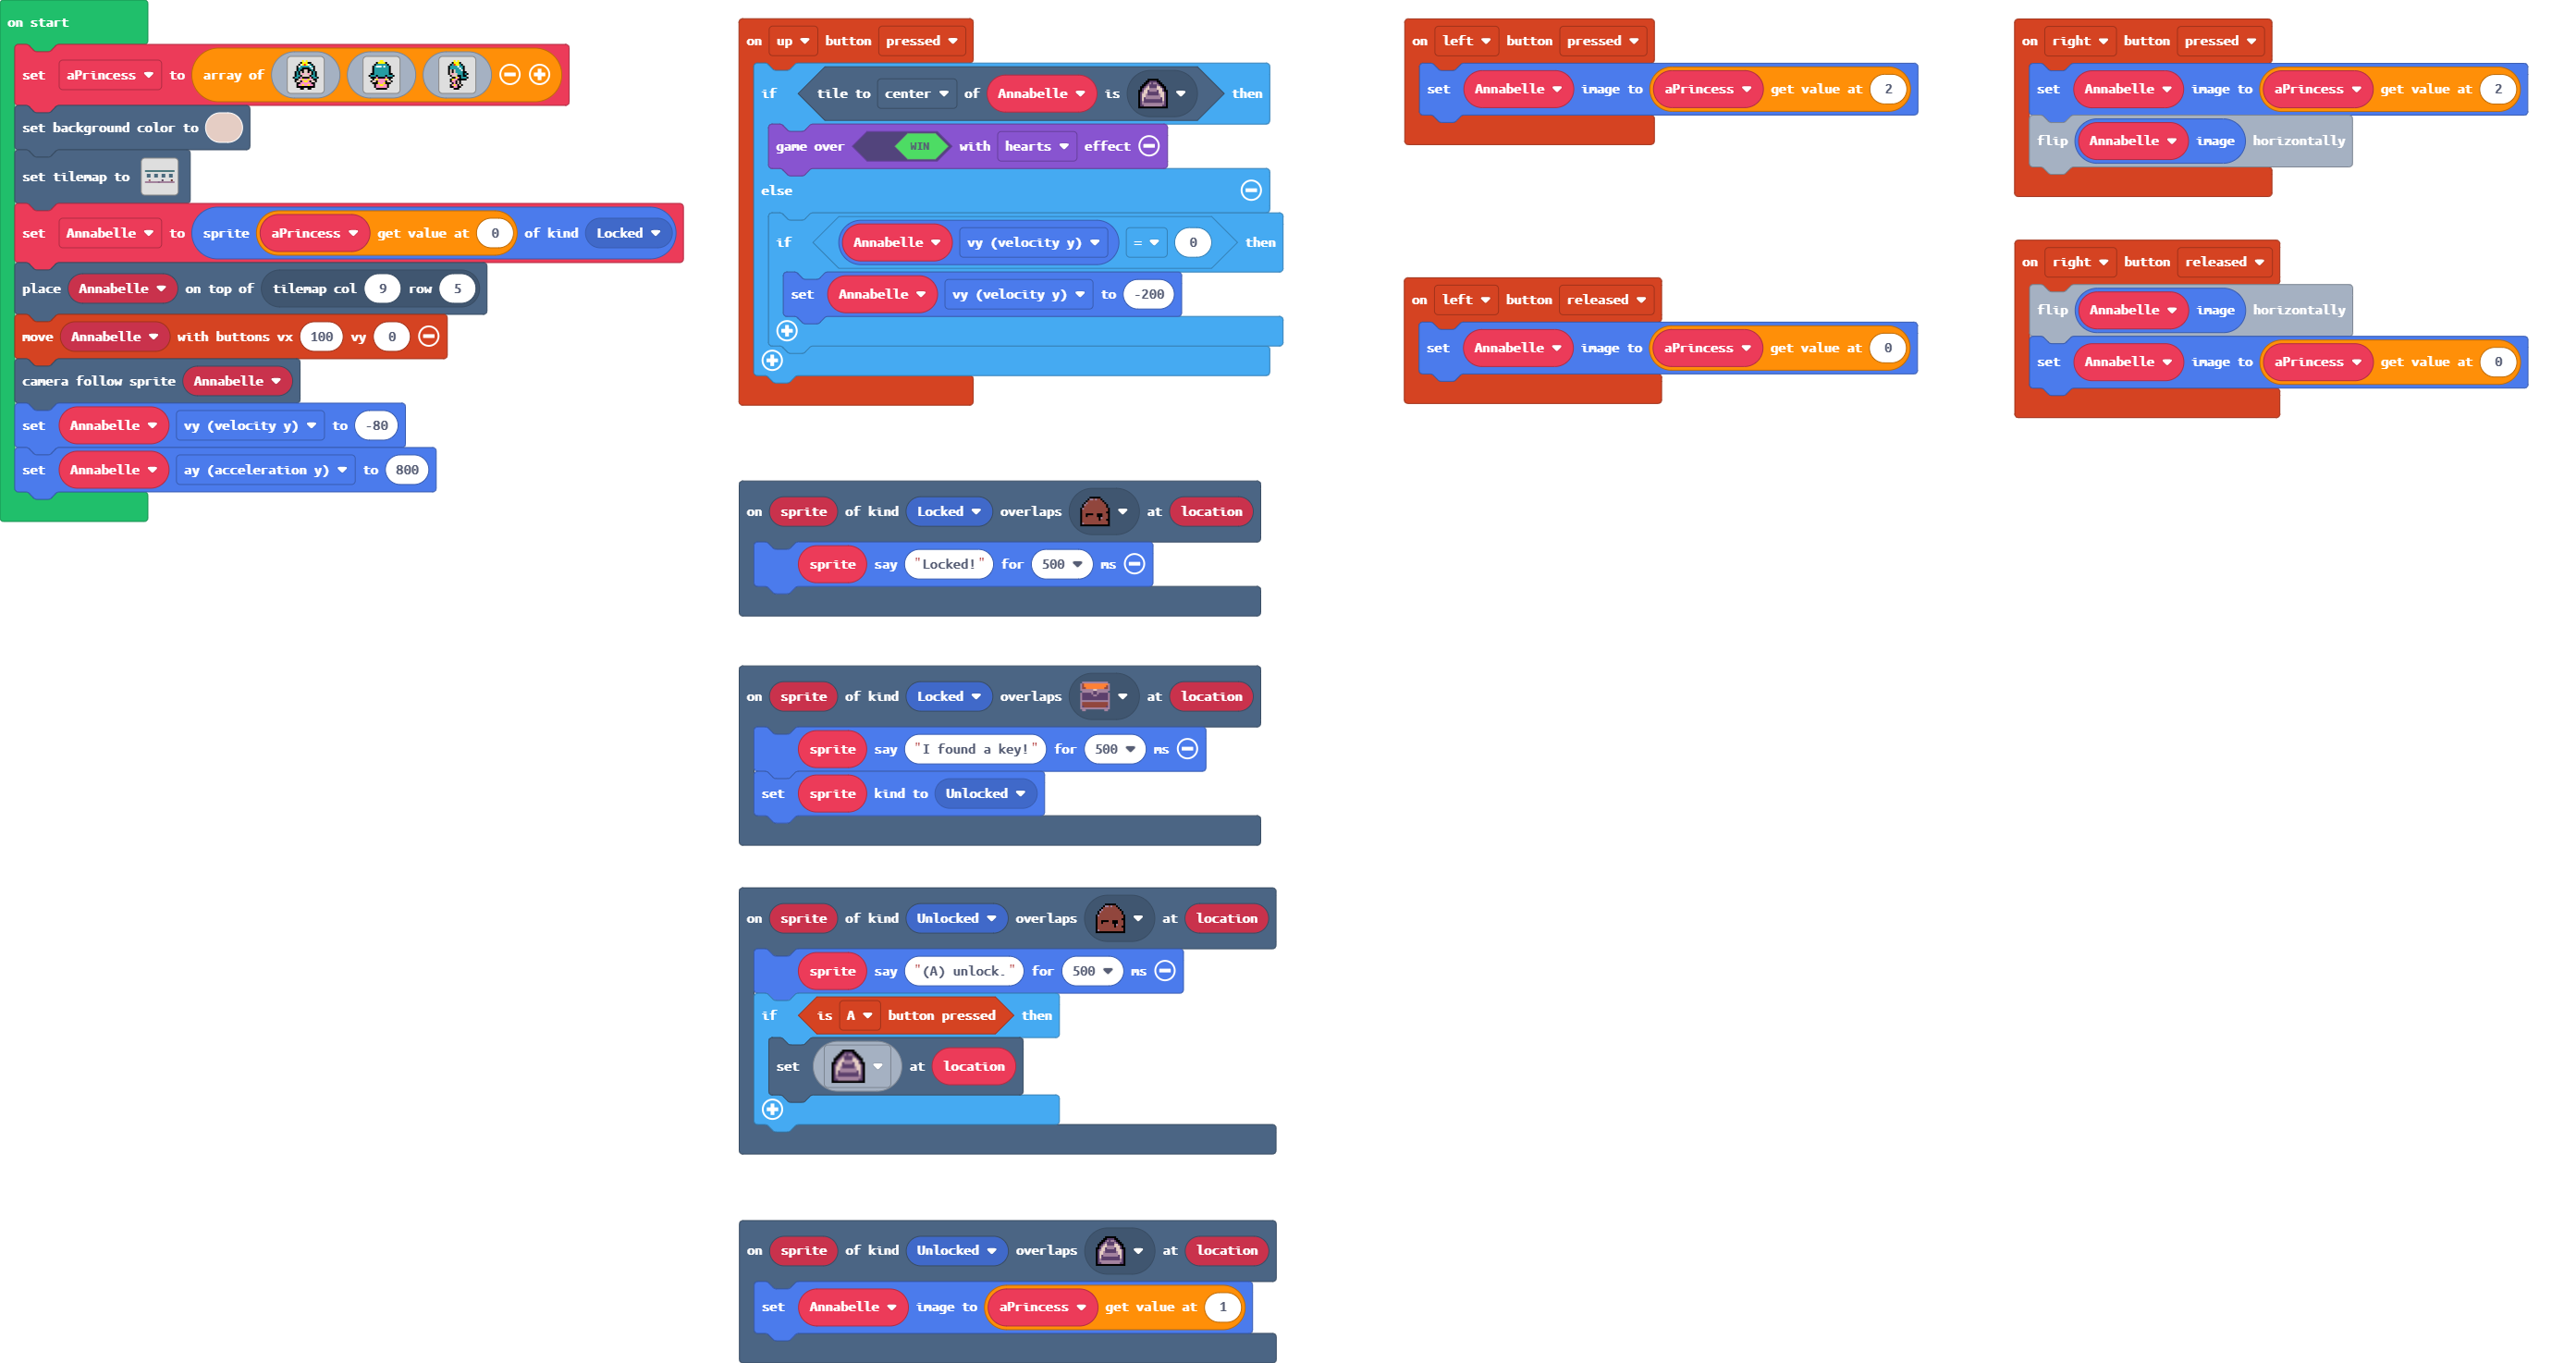 on start
set aPrincess to array of
set background color to
set tilemap to
set Annabelle to sprite aPrincess get value at 0 of kind Locked
place Annabelle on top of tilemap col 9 row 5
move Annabelle with buttons vx 100 vy 0
camera follow sprite Annabelle
set Annabelle vy (velocity y) to -80
set Annabelle ay (acceleration y) to 800
on up button pressed
if tile to center of Annabelle is then
game over WIN with hearts effect
else
if Annabelle vy (velocity y) = 0 then
set Annabelle vy (velocity y) to -200
on sprite of kind Locked overlaps at location
sprite say "Locked!" for 500 ms
on sprite of kind Locked overlaps at location
sprite say "I found a key!" for 500 ms
set sprite kind to Unlocked
on sprite of kind Unlocked overlaps at location
sprite say "(A) unlock." for 500 ms
if is A button pressed then
set at location
on sprite of kind Unlocked overlaps at location
set Annabelle image to aPrincess get value at 1
on left button pressed
set Annabelle image to aPrincess get value at 2
on left button released
set Annabelle image to aPrincess get value at 0
on right button pressed
set Annabelle image to aPrincess get value at 2
flip Annabelle image horizontally
on right button released
flip Annabelle image horizontally
set Annabelle image to aPrincess get value at 0